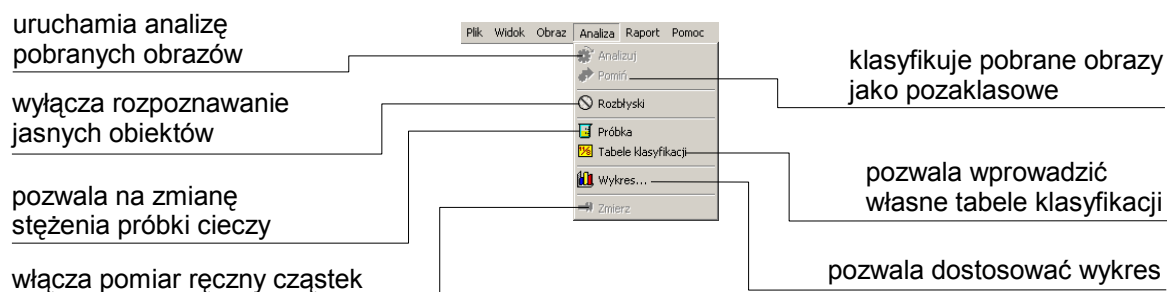 uruchamia analizę
pobranych obrazów
wyłącza rozpoznawanie
jasnych obiektów
pozwala na zmianę
stężenia próbki cieczy
włącza pomiar ręczny cząstek
Plik Widok Obraz Analiza Raport Pomoc
Analizuj
Pomiń
Rozbłyski
Próbka
Tabele klasyfikacji
Wykres...
Zmierz
klasyfikuje pobrane obrazy
jako pozaklasowe
pozwala wprowadzić
własne tabele klasyfikacji
pozwala dostosować wykres